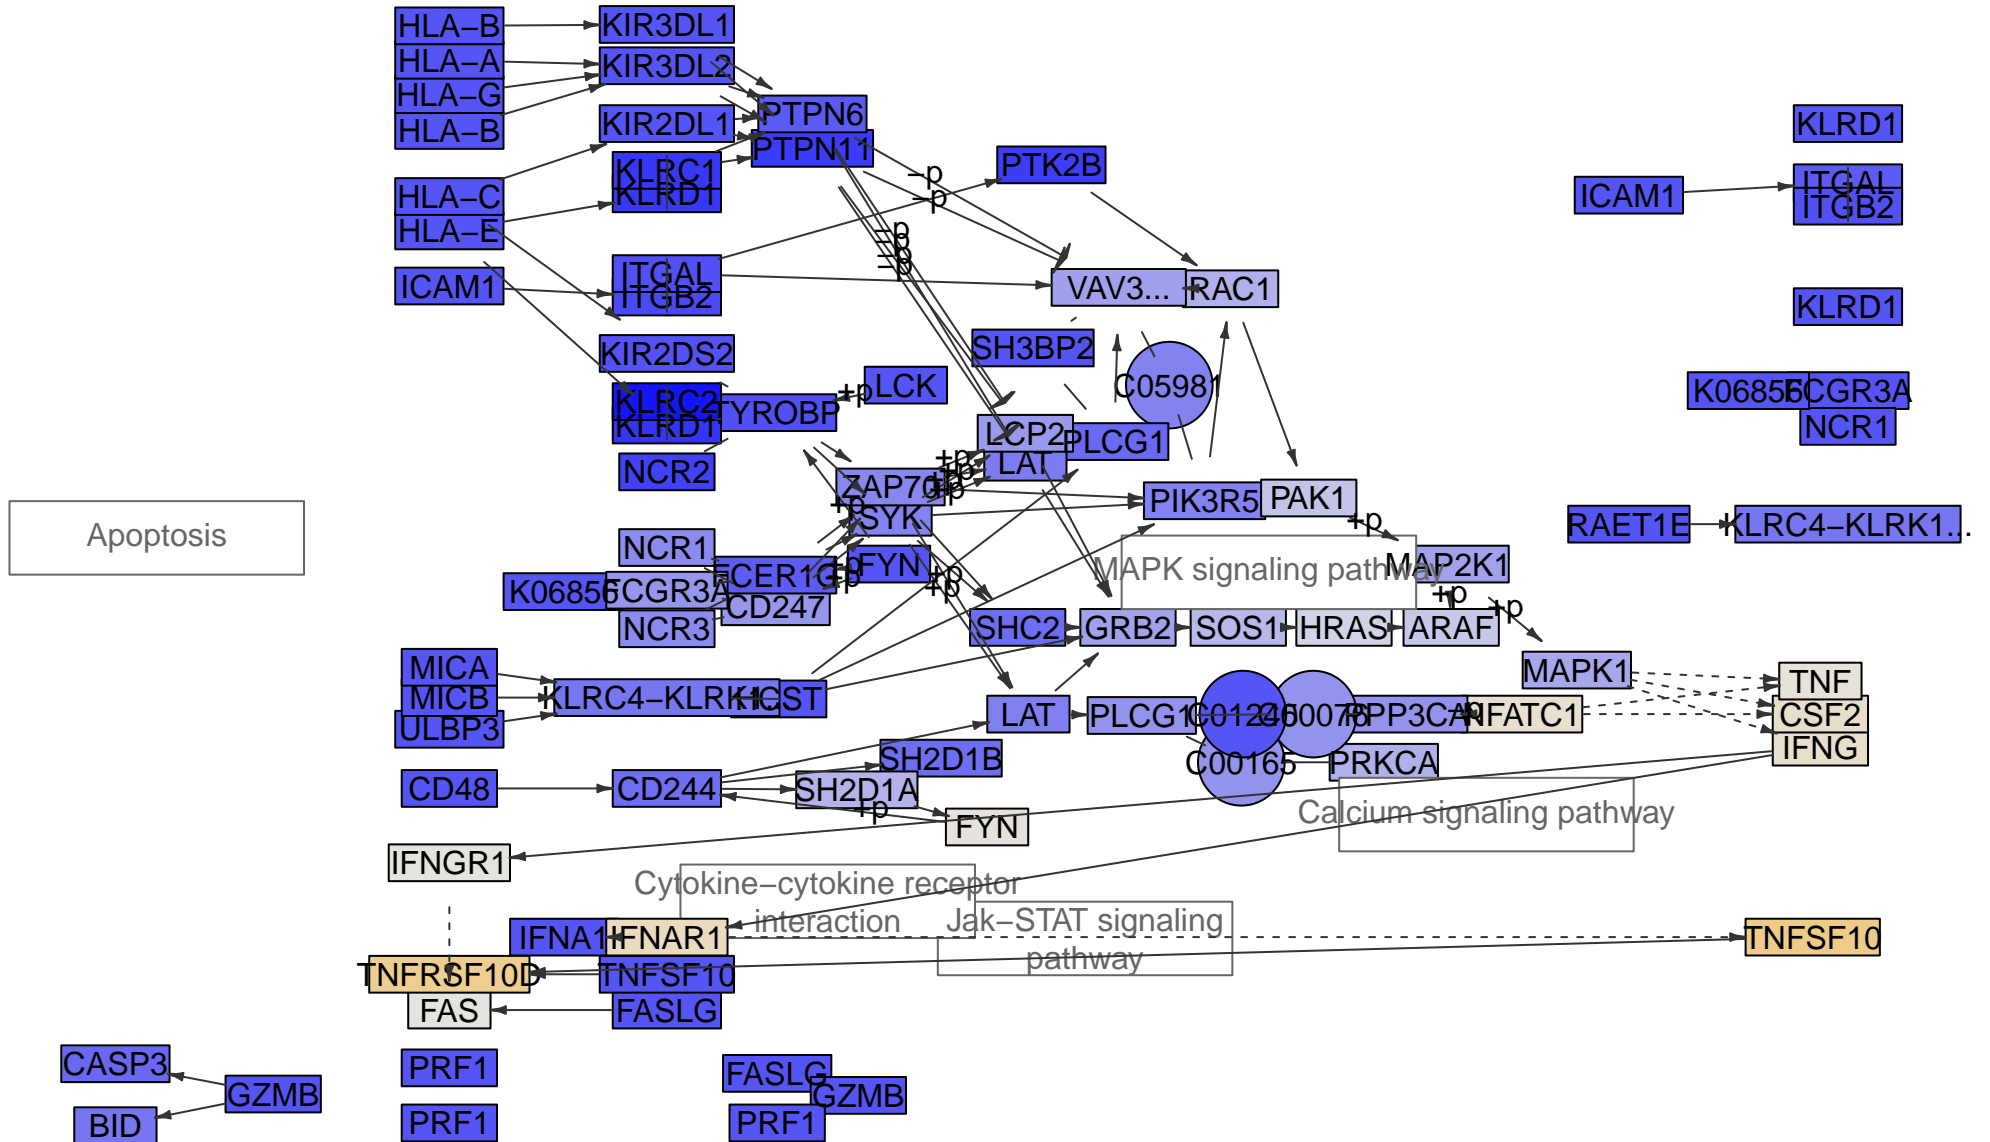 HLA−B
KIR3DL1
HLA−A
KIR3DL2
HLA−G
HLA−B
PTPN6
KIR2DL1
PTPN11
KLRD1
KLRC1
KLRD1
PTK2B
−p
−p
HLA−C
HLA−E
ICAM1
ITGAL
ITGB2
−p
−p
−p
−p
ITGAL
ITGB2
ICAM1
VAV3...
RAC1
KLRD1
SH3BP2
KIR2DS2
C05981
LCK
+p
KLRC2
KLRD1
TYROBP
K06856
FCGR3A
NCR1
LCP2
PLCG1
LAT
NCR2
+p
+p
+p
+p
ZAP70
SYK
+p
PIK3R5
PAK1
+p
RAET1E
KLRC4−KLRK1...
Apoptosis
NCR1
FCER1G
FYN
+p
+p
+p
+p
MAPK signaling pathway
MAP2K1
K06856
FCGR3A
CD247
NCR3
+p
+p
SHC2
GRB2
SOS1
HRAS
ARAF
MICA
MICB
ULBP3
KLRC4−KLRK1...
HCST
MAPK1
TNF
CSF2
IFNG
LAT
PLCG1
C01245
C00076
PPP3CA
−p
NFATC1
C00165
PRKCA
SH2D1B
CD48
CD244
SH2D1A
+p
FYN
Calcium signaling pathway
IFNGR1
Cytokine−cytokine receptor
interaction
Jak−STAT signaling
pathway
IFNA1
IFNAR1
TNFSF10
TNFRSF10D
TNFSF10
FAS
FASLG
CASP3
GZMB
BID
PRF1
PRF1
FASLG
GZMB
PRF1